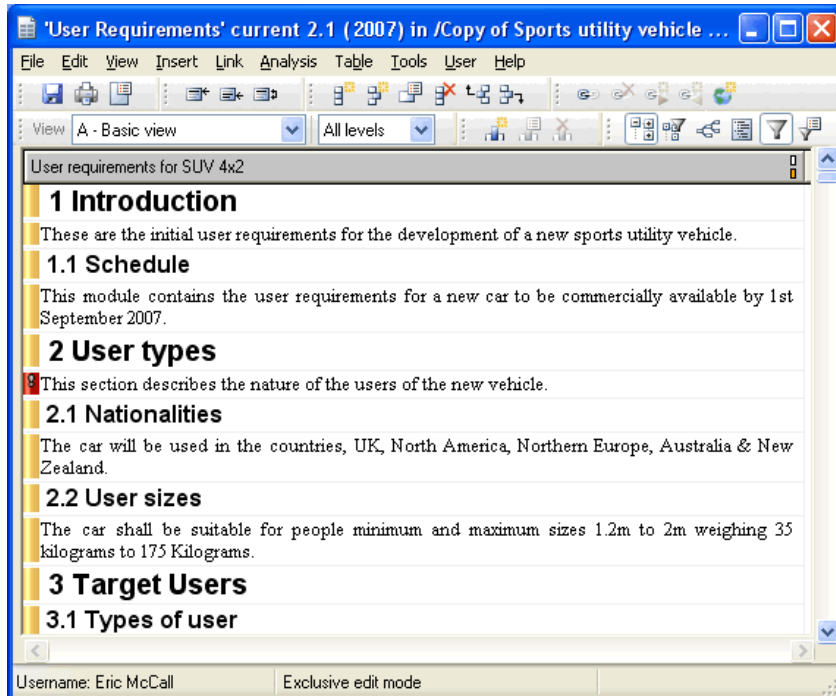 'User Requirements' current 2.1 (2007) in /Copy of Sports utility vehicle ...
File Edit View Insert Link Analysis Table Tools User Help
View A - Basic view All levels
User requirements for SUV 4x2
1 Introduction
These are the initial user requirements for the development of a new sports utility vehicle.
1.1 Schedule
This module contains the user requirements for a new car to be commercially available by 1st
September 2007.
2 User types
This section describes the nature of the users of the new vehicle.
2.1 Nationalities
The car will be used in the countries, UK, North America, Northern Europe, Australia & New
Zealand.
2.2 User sizes
The car shall be suitable for people minimum and maximum sizes 1.2m to 2m weighing 35
kilograms to 175 Kilograms.
3 Target Users
3.1 Types of user
Username: Eric McCall Exclusive edit mode